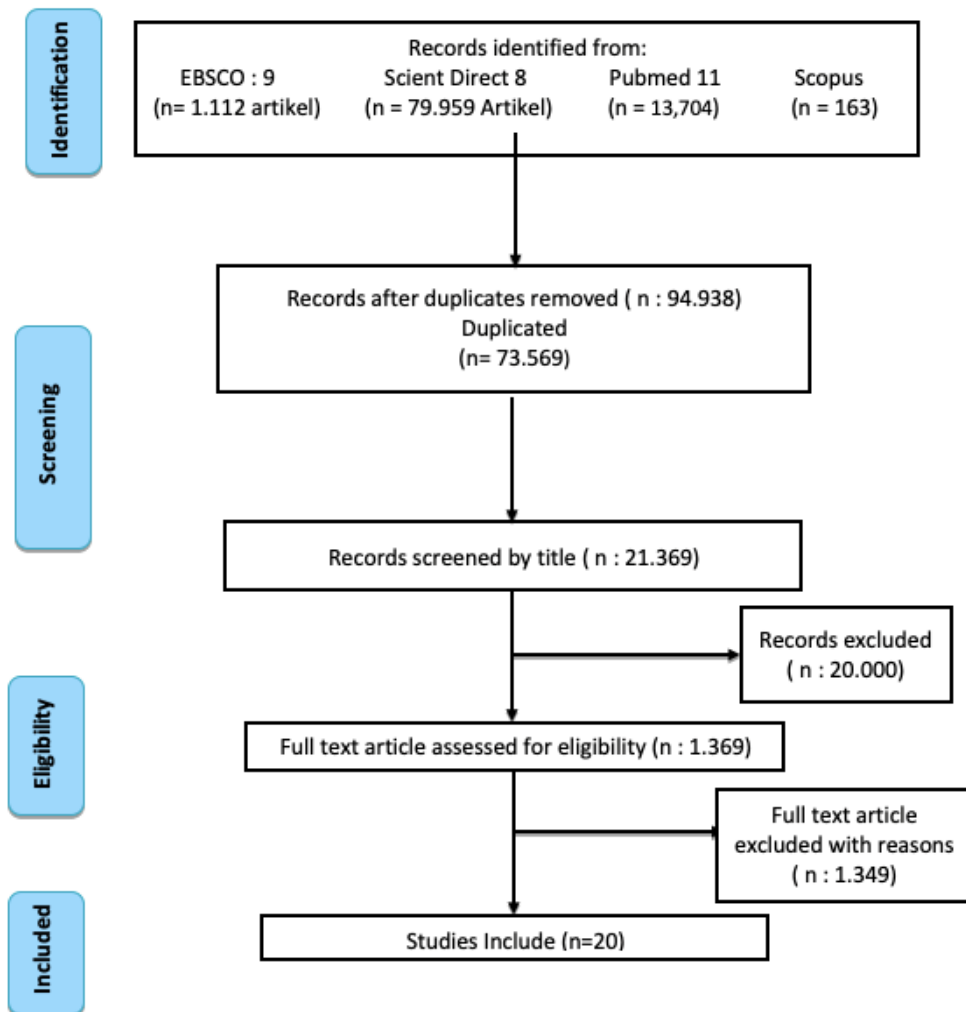 Identification
Records identified from:
EBSCO : 9 Scient Direct 8 Pubmed 11 Scopus
(n= 1.112 artikel) (n = 79.959 Artikel) (n = 13,704) (n = 163)
Screening
Records after duplicates removed ( n : 94.938)
Duplicated
(n= 73.569)
Records screened by title ( n : 21.369)
Records excluded
( n : 20.000)
Eligibility
Full text article assessed for eligibility (n : 1.369)
Full text article
excluded with reasons
( n : 1.349)
Included
Studies Include (n=20)